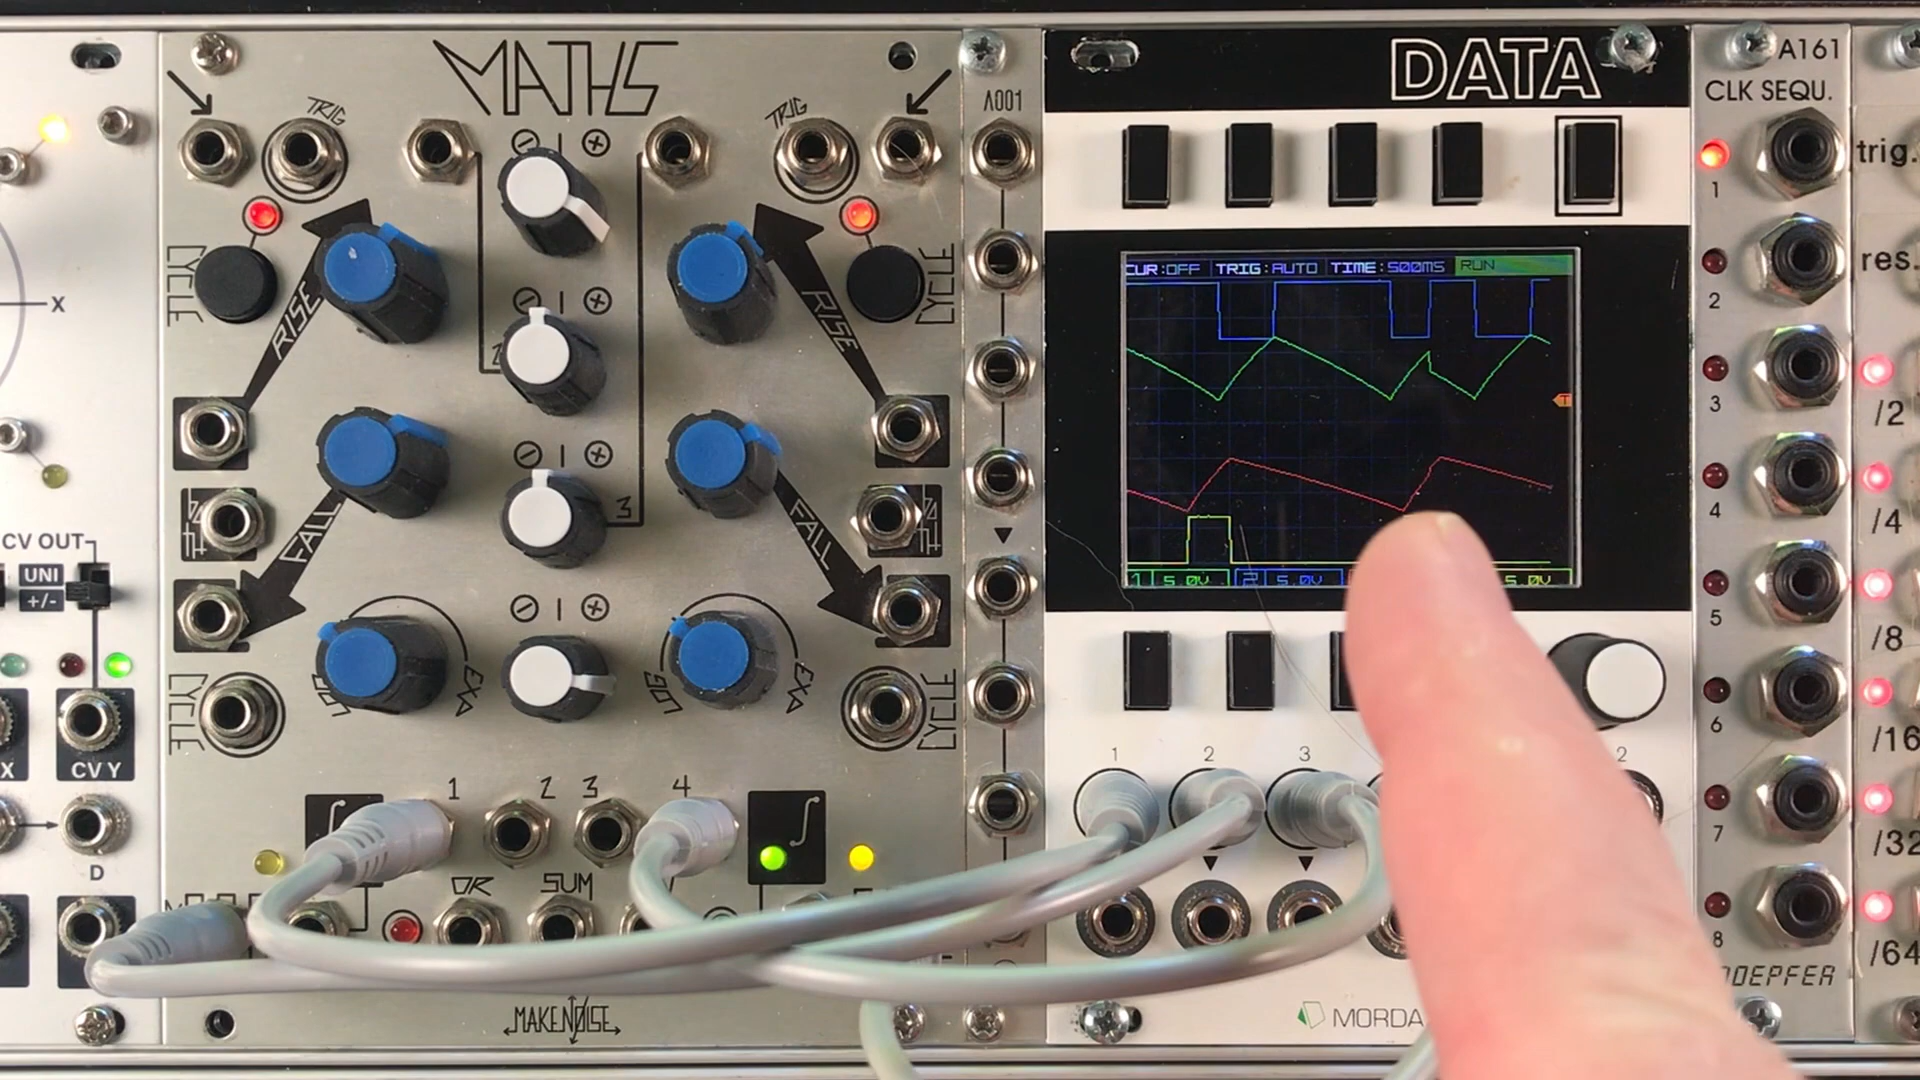 MATHS
DATA
A161
CLK SEQU.
A001
TRIG
TRIG
trig.
1
CYCLE
CYCLE
RISE
RISE
res.
CUR:OFF TRIG:AUTO TIME:500MS RUN
X
2
3
/2
3
4
/4
CV OUT
UNI
+/-
FALL
FALL
1 5.0V 2 5.0V 5.0V
5
/8
6
/16
CYCLE
CYCLE
LOG
EXP
LOG
EXP
X
CV Y
1 2 3 4
1 2 3 2
7
/32
D
OR
SUM
8
/64
DOEPFER
MAKENOISE
MORDA